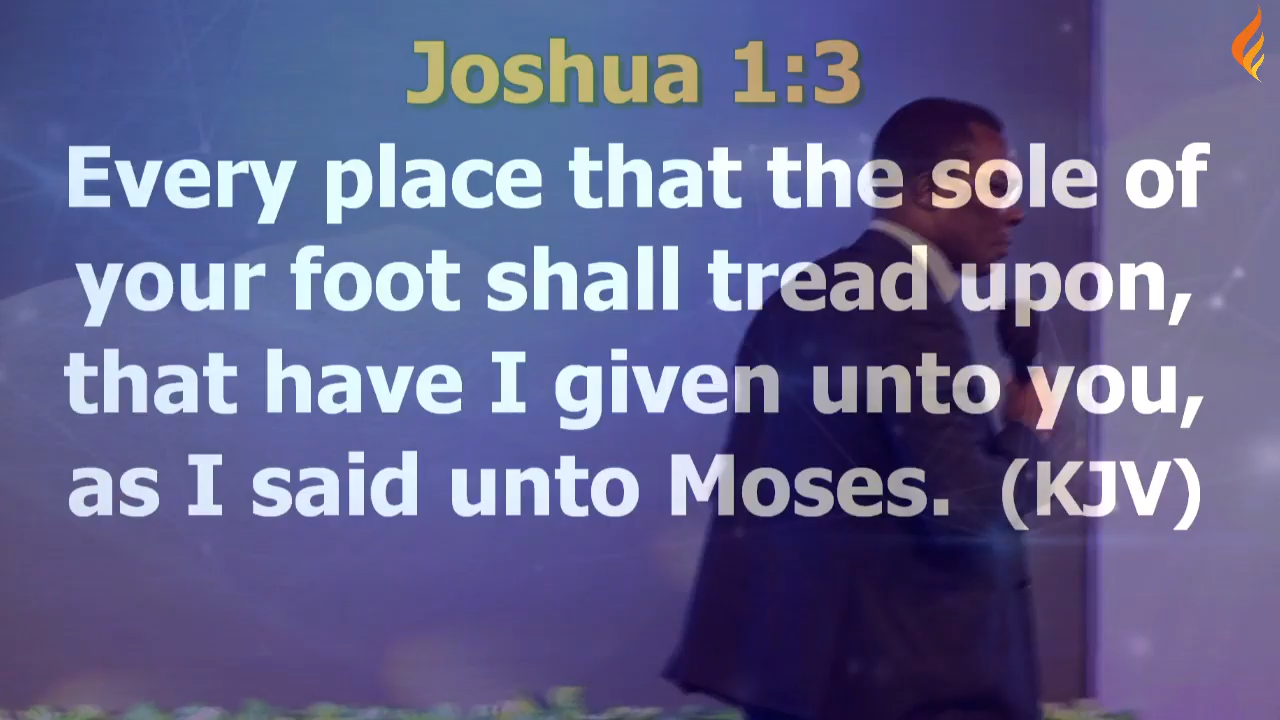 Joshua 1:3
Every place that the sole of
your foot shall tread upon,
that have I given unto you,
as I said unto Moses. (KJV)